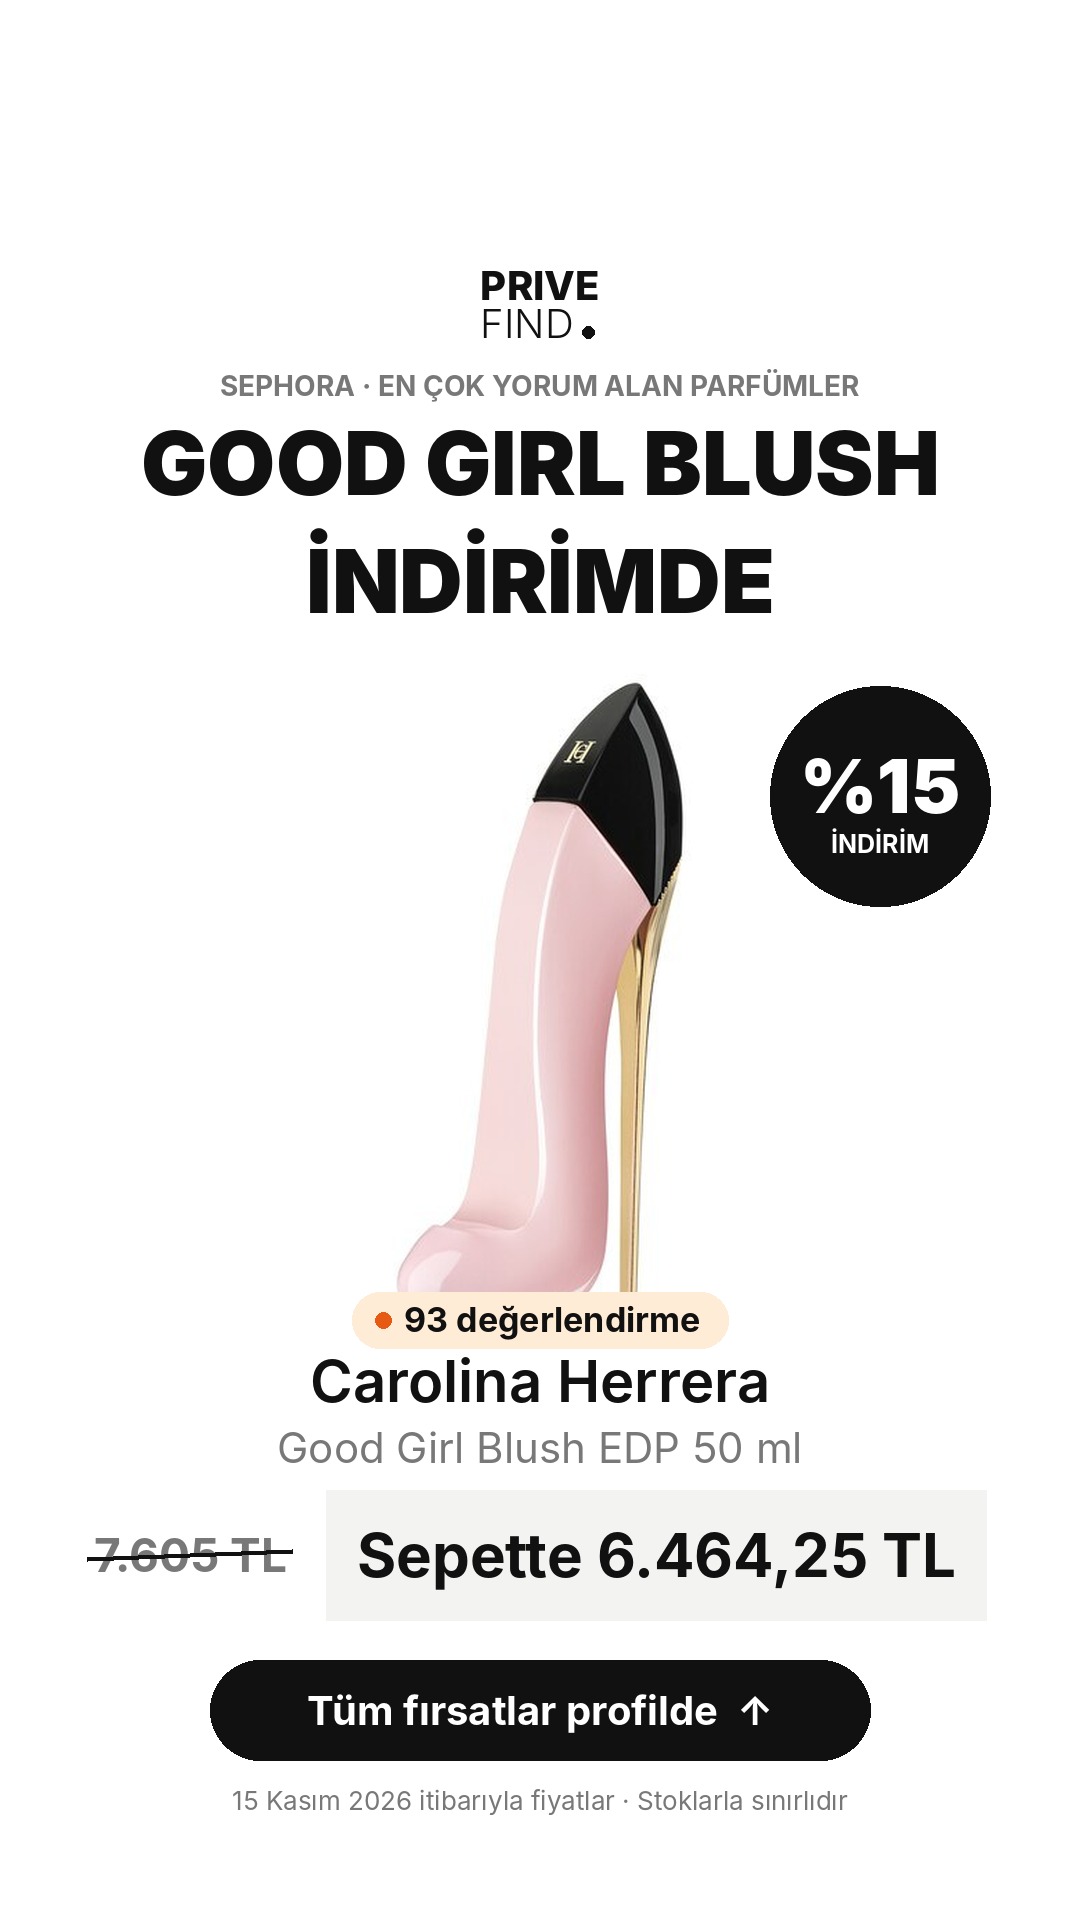 PRIVE
FIND.
SEPHORA · EN ÇOK YORUM ALAN PARFÜMLER
GOOD GIRL BLUSH
İNDİRİMDE
%15
İNDİRİM
93 değerlendirme
Carolina Herrera
Good Girl Blush EDP 50 ml
7.605 TL
Sepette 6.464,25 TL
Tüm fırsatlar profilde ↑
15 Kasım 2026 itibarıyla fiyatlar · Stoklarla sınırlıdır